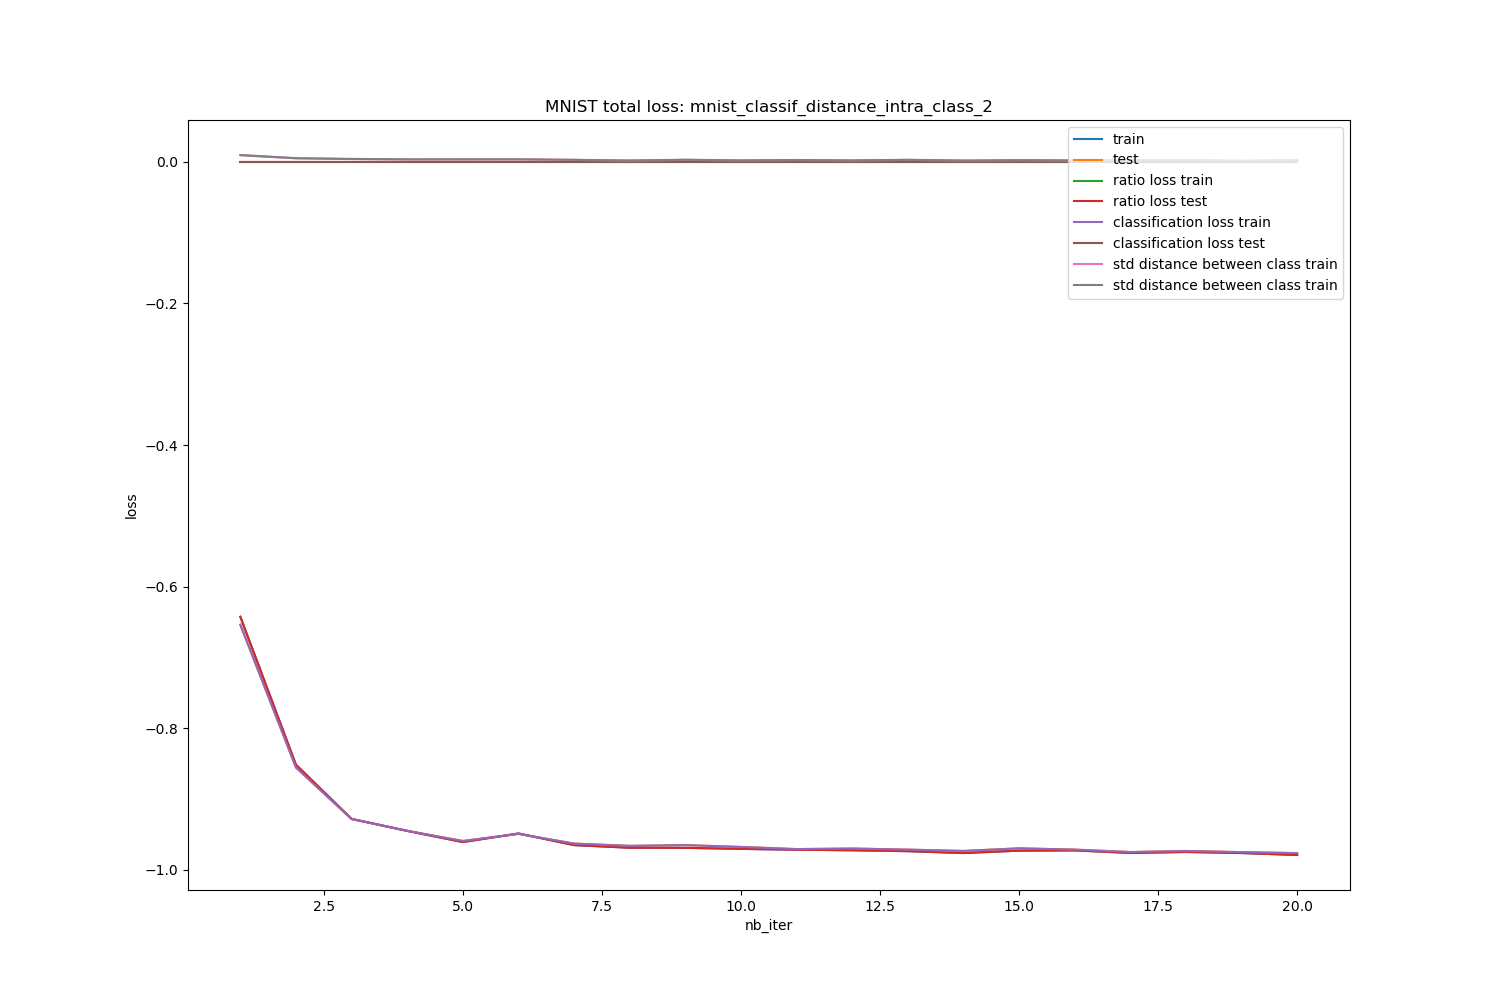 MNIST total loss: mnist_classif_distance_intra_class_2
train
test
ratio loss train
ratio loss test
classification loss train
classification loss test
std distance between class train
std distance between class train
0.0
−0.2
−0.4
−0.6
−0.8
−1.0
loss
2.5
5.0
7.5
10.0
12.5
15.0
17.5
20.0
nb_iter